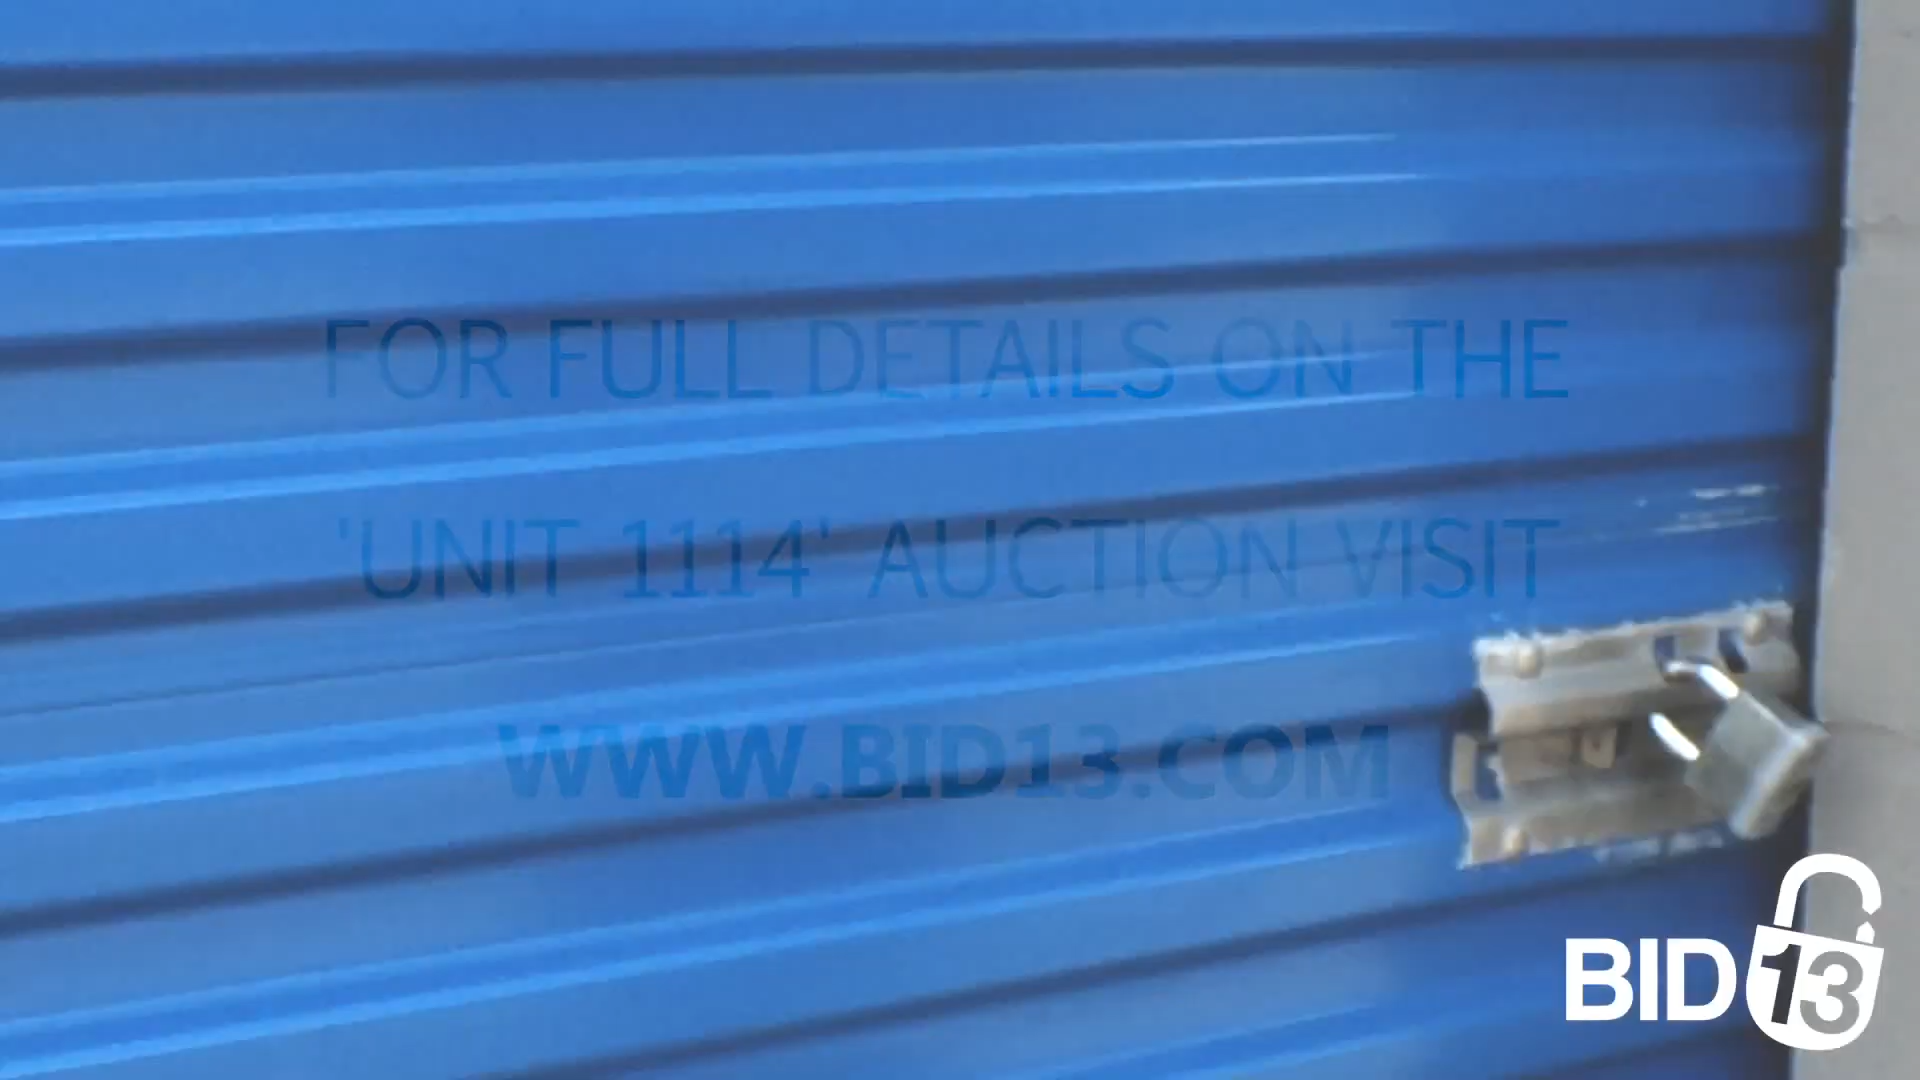 FOR FULL DETAILS ON THE
'UNIT 1114' AUCTION VISIT
WWW.BID13.COM
BID13